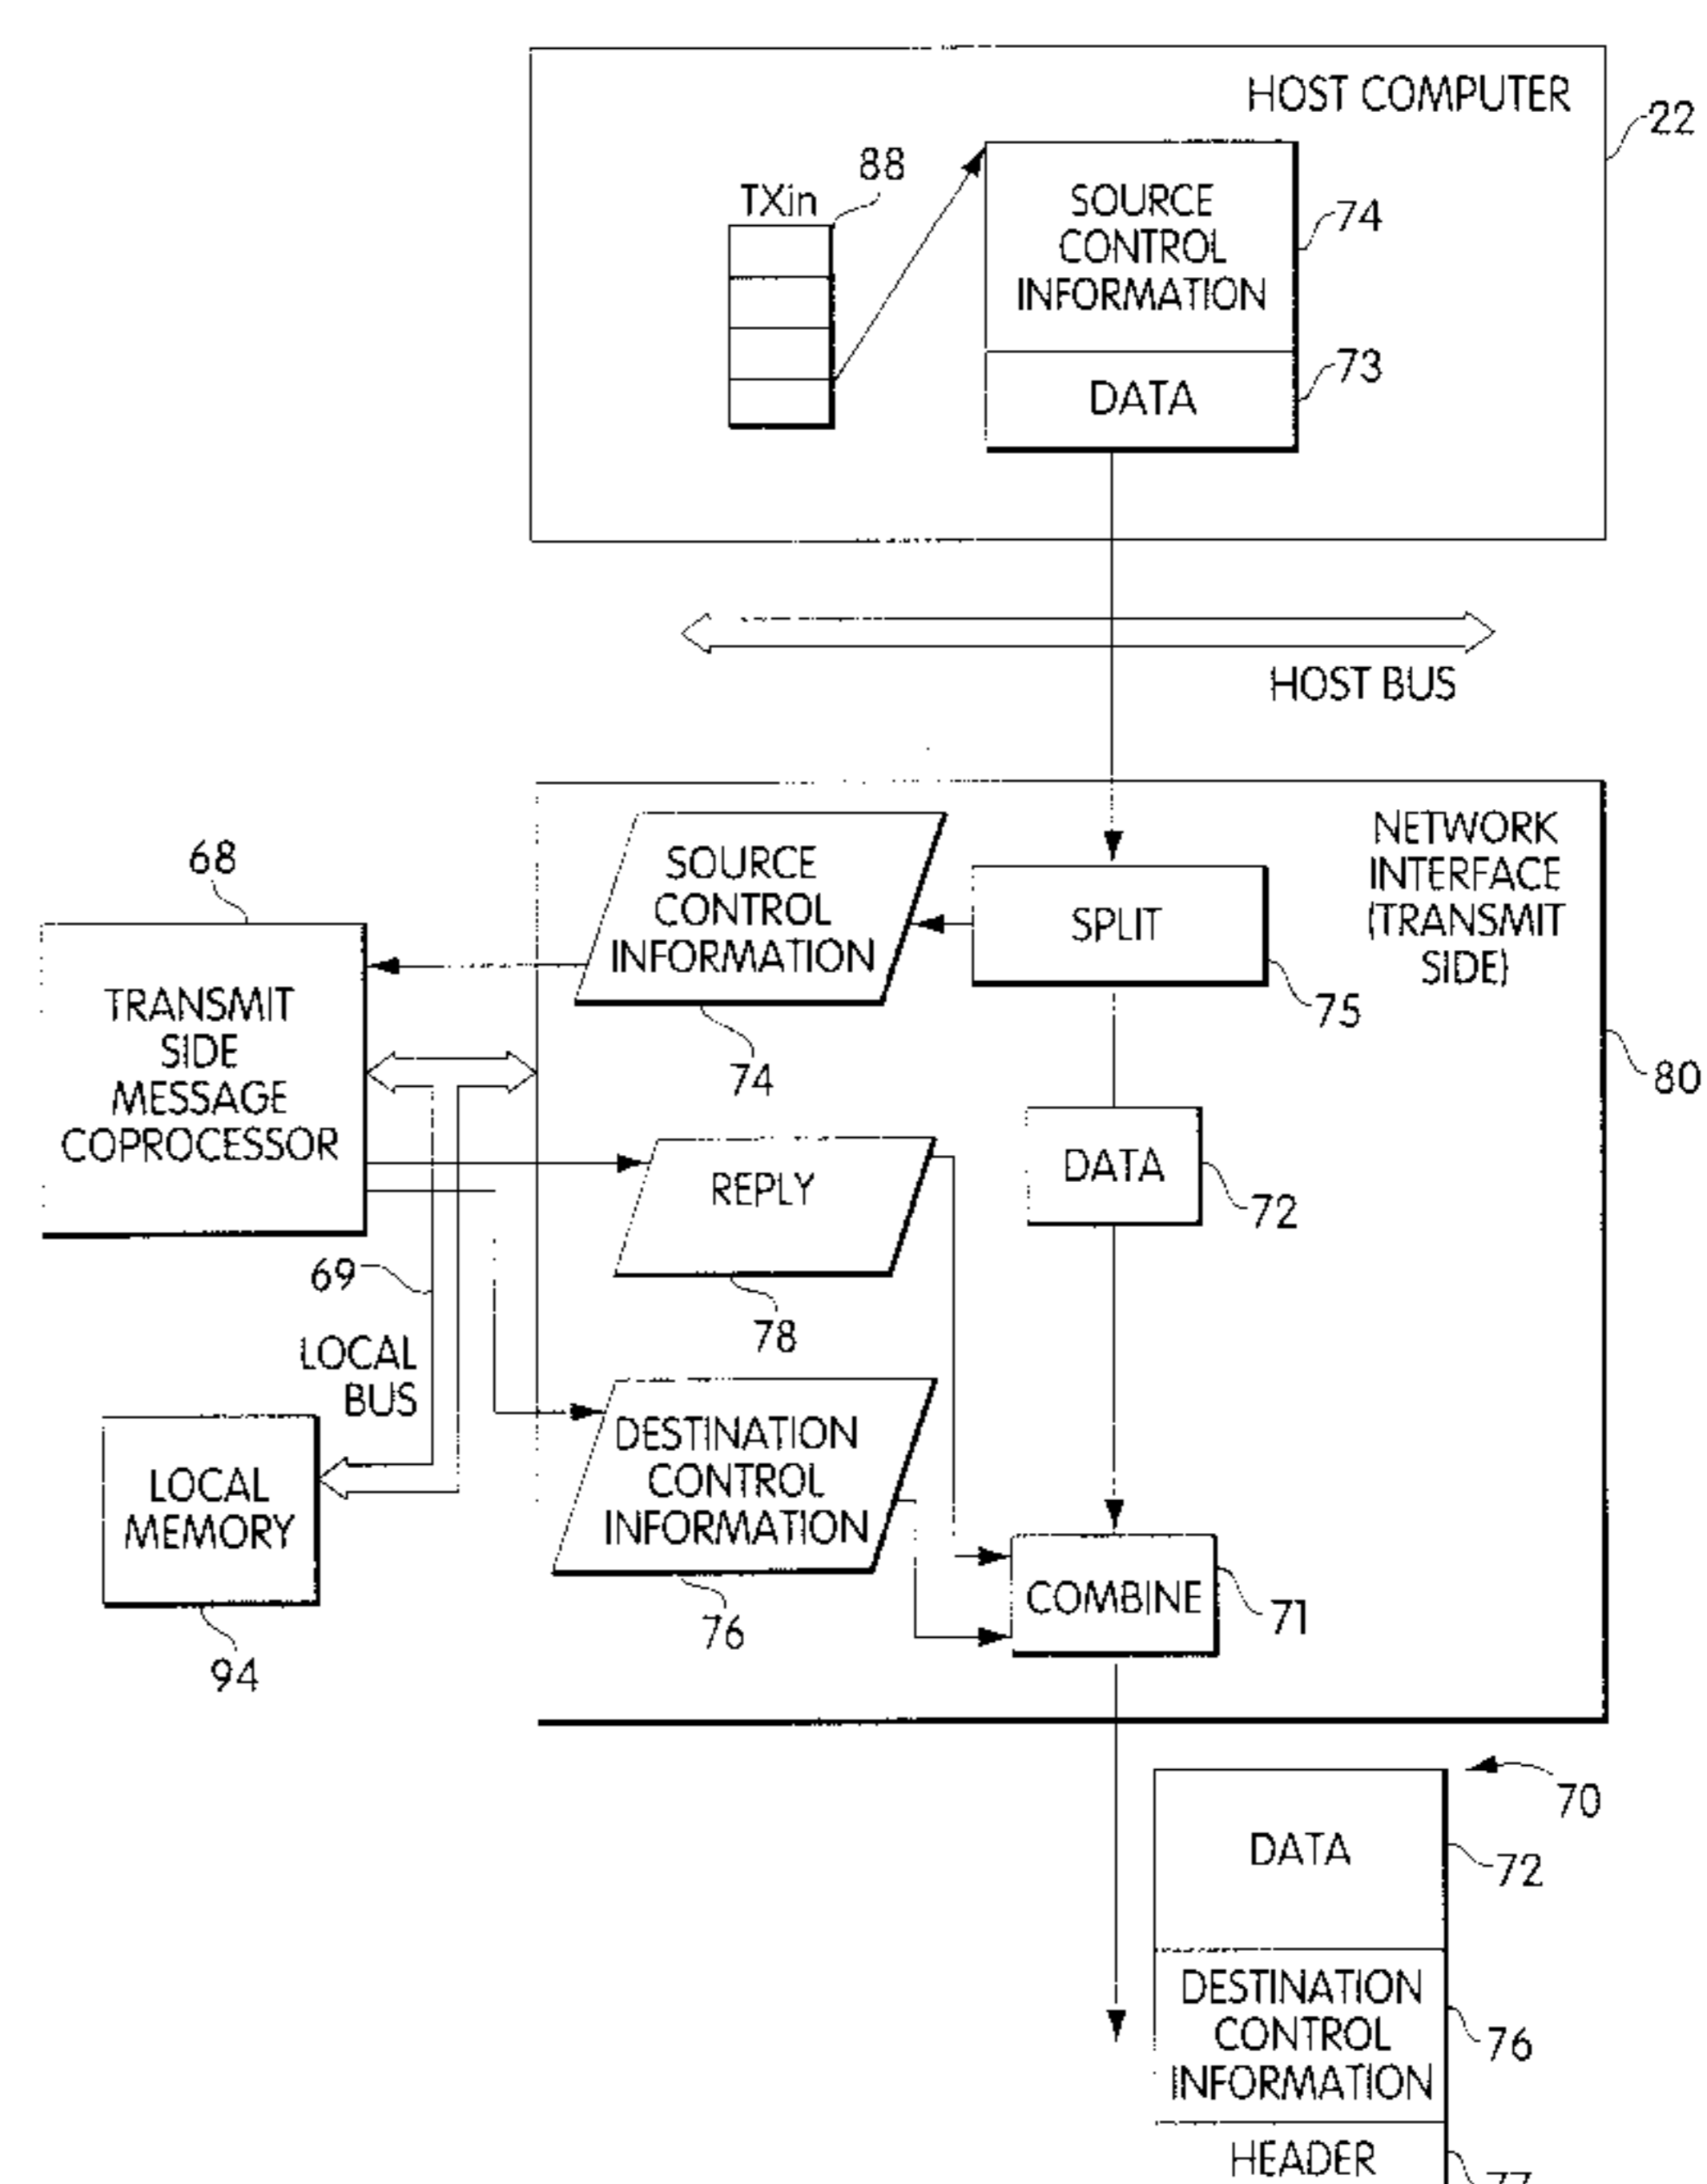 HOST COMPUTER
22
88
TXin
SOURCE
CONTROL
INFORMATION
74
DATA
73
HOST BUS
NETWORK
INTERFACE
(TRANSMIT
SIDE)
80
SPLIT
75
SOURCE
CONTROL
INFORMATION
74
68
TRANSMIT
SIDE
MESSAGE
COPROCESSOR
DATA
72
REPLY
78
69
LOCAL
BUS
DESTINATION
CONTROL
INFORMATION
76
LOCAL
MEMORY
94
COMBINE
71
70
DATA
72
DESTINATION
CONTROL
INFORMATION
76
HEADER